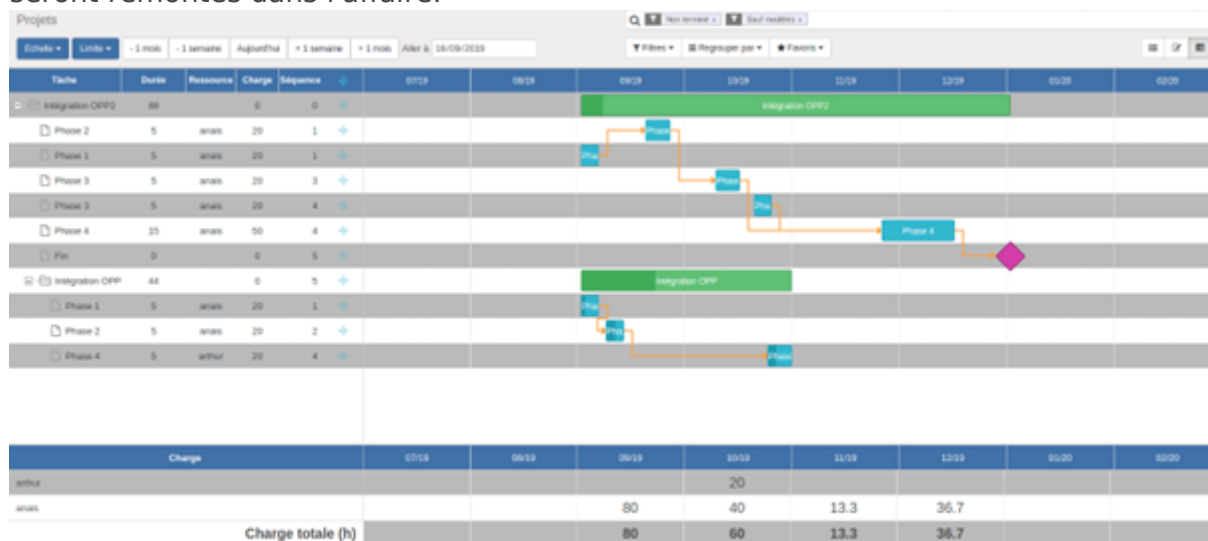 seront remontés dans l'affaire.
Projets
Non terminé x Sauf modèles x
Echelle Limite - 1 mois - 1 semaine Aujourd'hui + 1 semaine + 1 mois Aller à 16/09/2019 Filtres Regrouper par Favoris
Tâche Durée Ressource Charge Séquence + 07/19 08/19 09/19 10/19 11/19 12/19 01/20 02/20
Intégration OPP2 88 0 0 + Intégration OPP2
Phase 2 5 anais 20 1 + Phase
Phase 1 5 anais 20 1 + Pha
Phase 3 5 anais 20 3 + Phase
Phase 3 5 anais 20 4 + Pha
Phase 4 15 anais 50 4 + Phase 4
Fin 0 0 5 +
Intégration OPP 44 0 5 + Intégration OPP
Phase 1 5 anais 20 1 + Pha
Phase 2 5 anais 20 2 + Pha
Phase 4 5 arthur 20 4 + Phase
Charge 07/19 08/19 09/19 10/19 11/19 12/19 01/20 02/20
arthur 20
anais 80 40 13.3 36.7
Charge totale (h) 80 60 13.3 36.7